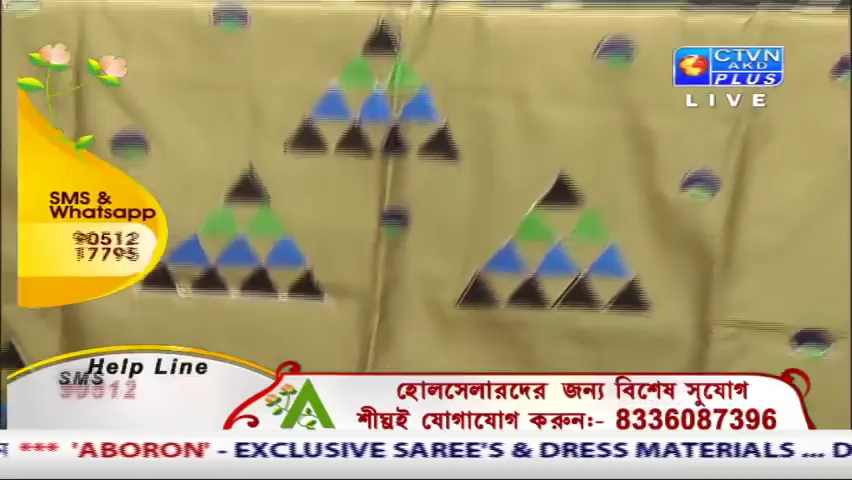 CTVN
AKD
PLUS
LIVE
SMS &
Whatsapp
90512
17795
Help Line
SMS
হোলসেলারদের জন্য বিশেষ সুযোগ
শীঘ্রই যোগাযোগ করুন:- 8336087396
*** 'ABORON' - EXCLUSIVE SAREE'S & DRESS MATERIALS... D